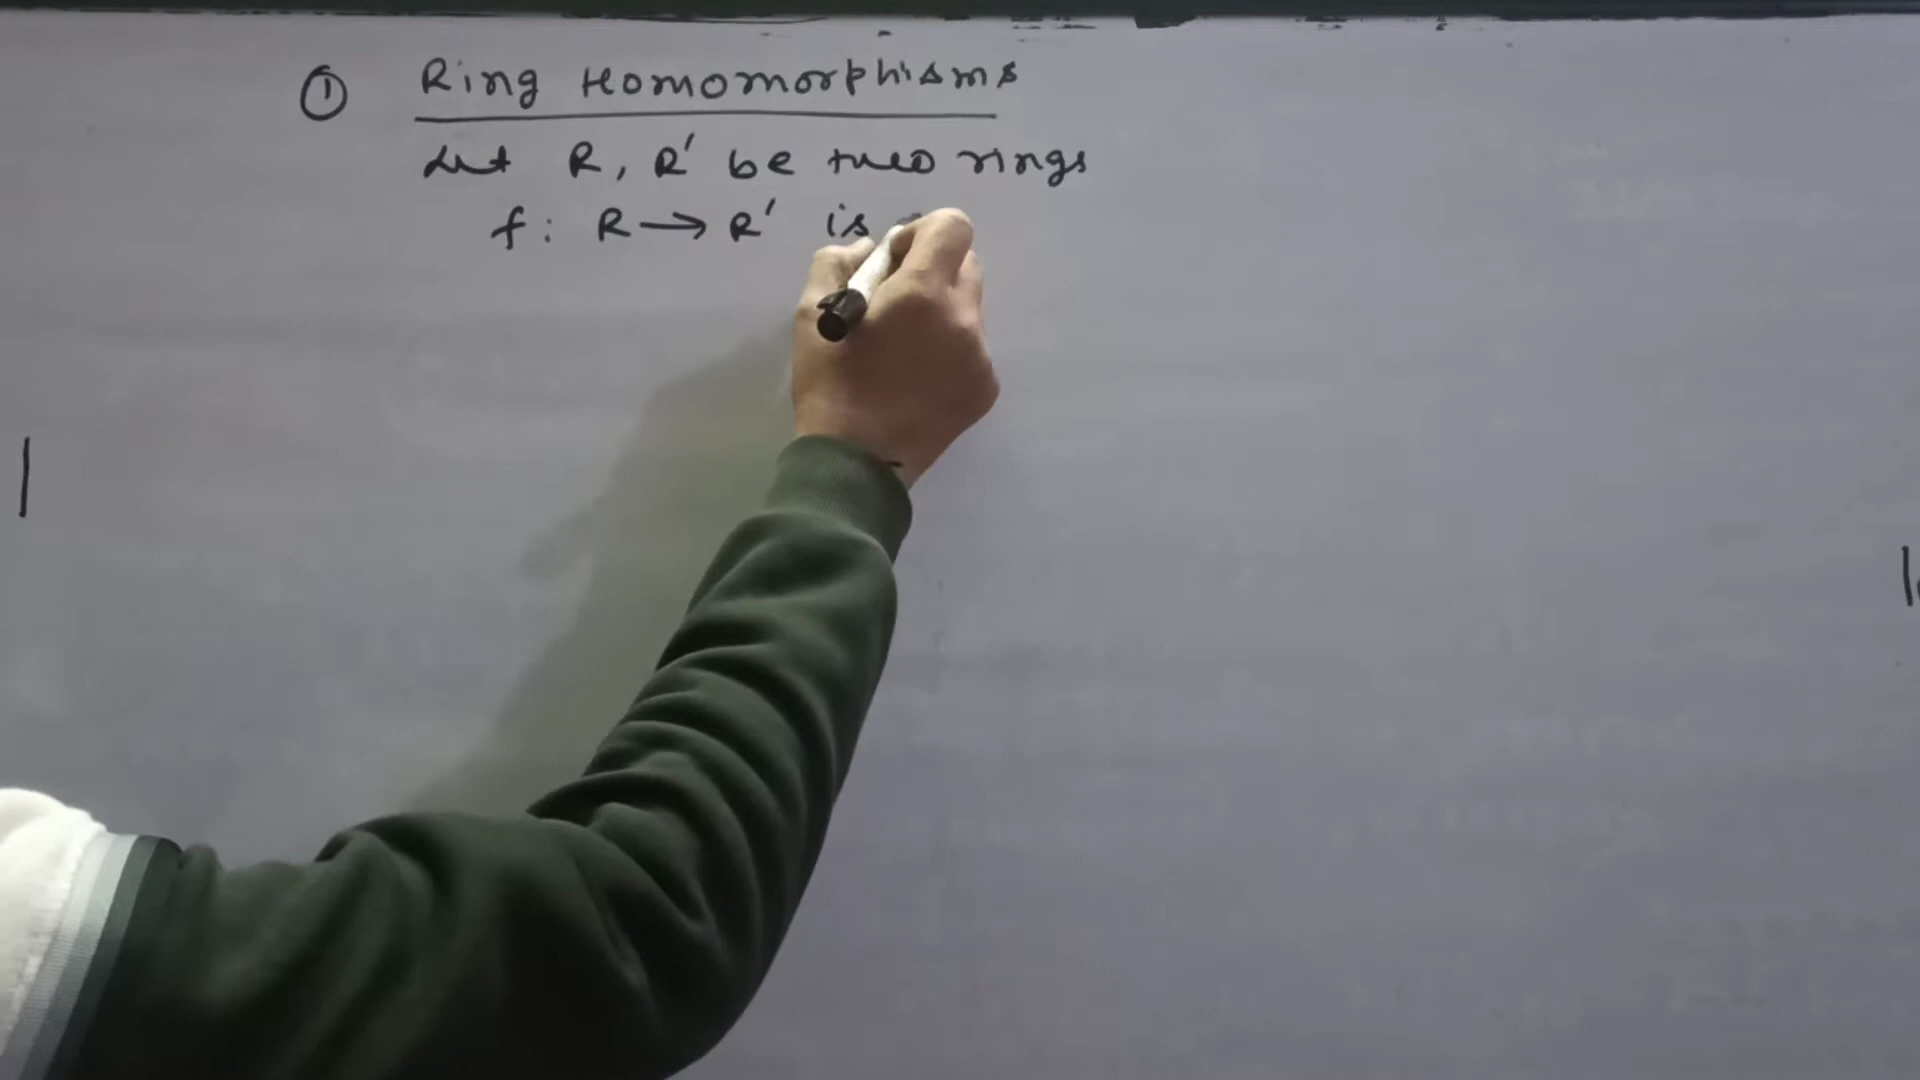 ① Ring Homomorphisms
Let R, R' be two rings
f: R → R' is